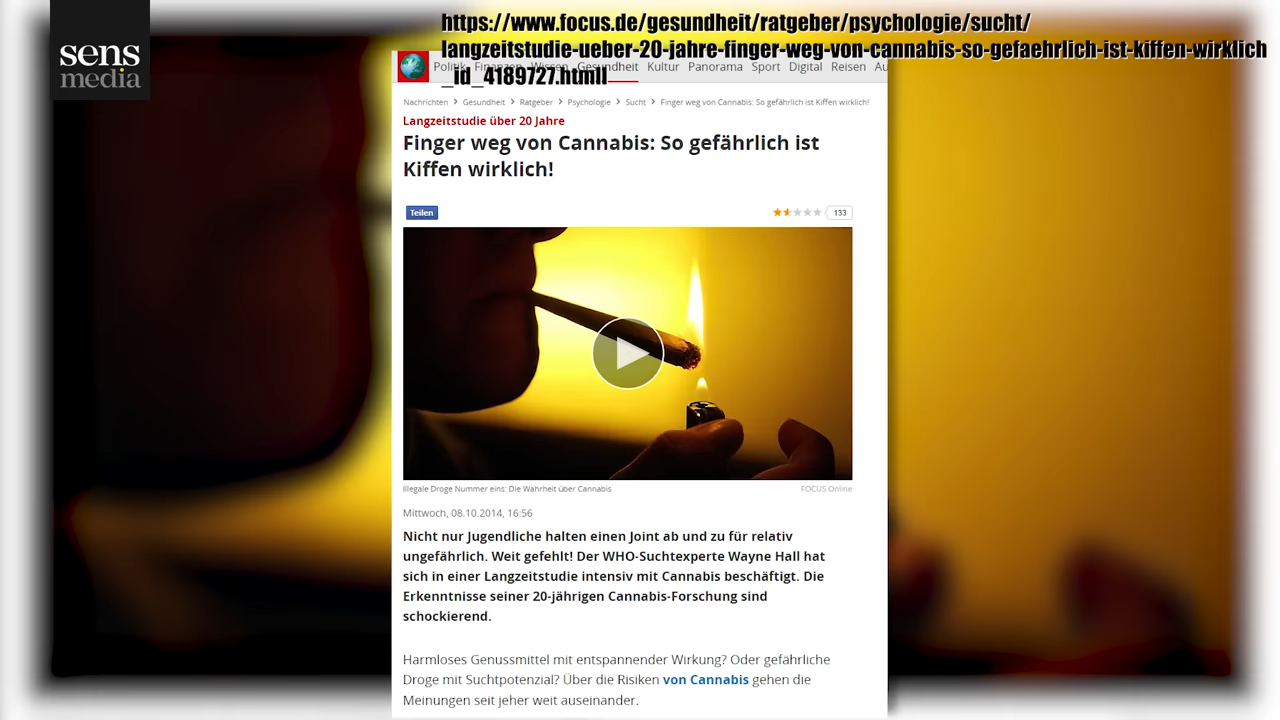 sens
media
https://www.focus.de/gesundheit/ratgeber/psychologie/sucht/
langzeitstudie-ueber-20-jahre-finger-weg-von-cannabis-so-gefaehrlich-ist-kiffen-wirklich
_id_4189727.htmll
Politik Finanzen Wissen Gesundheit Kultur Panorama Sport Digital Reisen Au
Nachrichten > Gesundheit > Ratgeber > Psychologie > Sucht > Finger weg von Cannabis: So gefährlich ist Kiffen wirklich!
Langzeitstudie über 20 Jahre
Finger weg von Cannabis: So gefährlich ist
Kiffen wirklich!
Teilen
133
Illegale Droge Nummer eins: Die Wahrheit über Cannabis
FOCUS Online
Mittwoch, 08.10.2014, 16:56
Nicht nur Jugendliche halten einen Joint ab und zu für relativ
ungefährlich. Weit gefehlt! Der WHO-Suchtexperte Wayne Hall hat
sich in einer Langzeitstudie intensiv mit Cannabis beschäftigt. Die
Erkenntnisse seiner 20-jährigen Cannabis-Forschung sind
schockierend.
Harmloses Genussmittel mit entspannender Wirkung? Oder gefährliche
Droge mit Suchtpotenzial? Über die Risiken von Cannabis gehen die
Meinungen seit jeher weit auseinander.